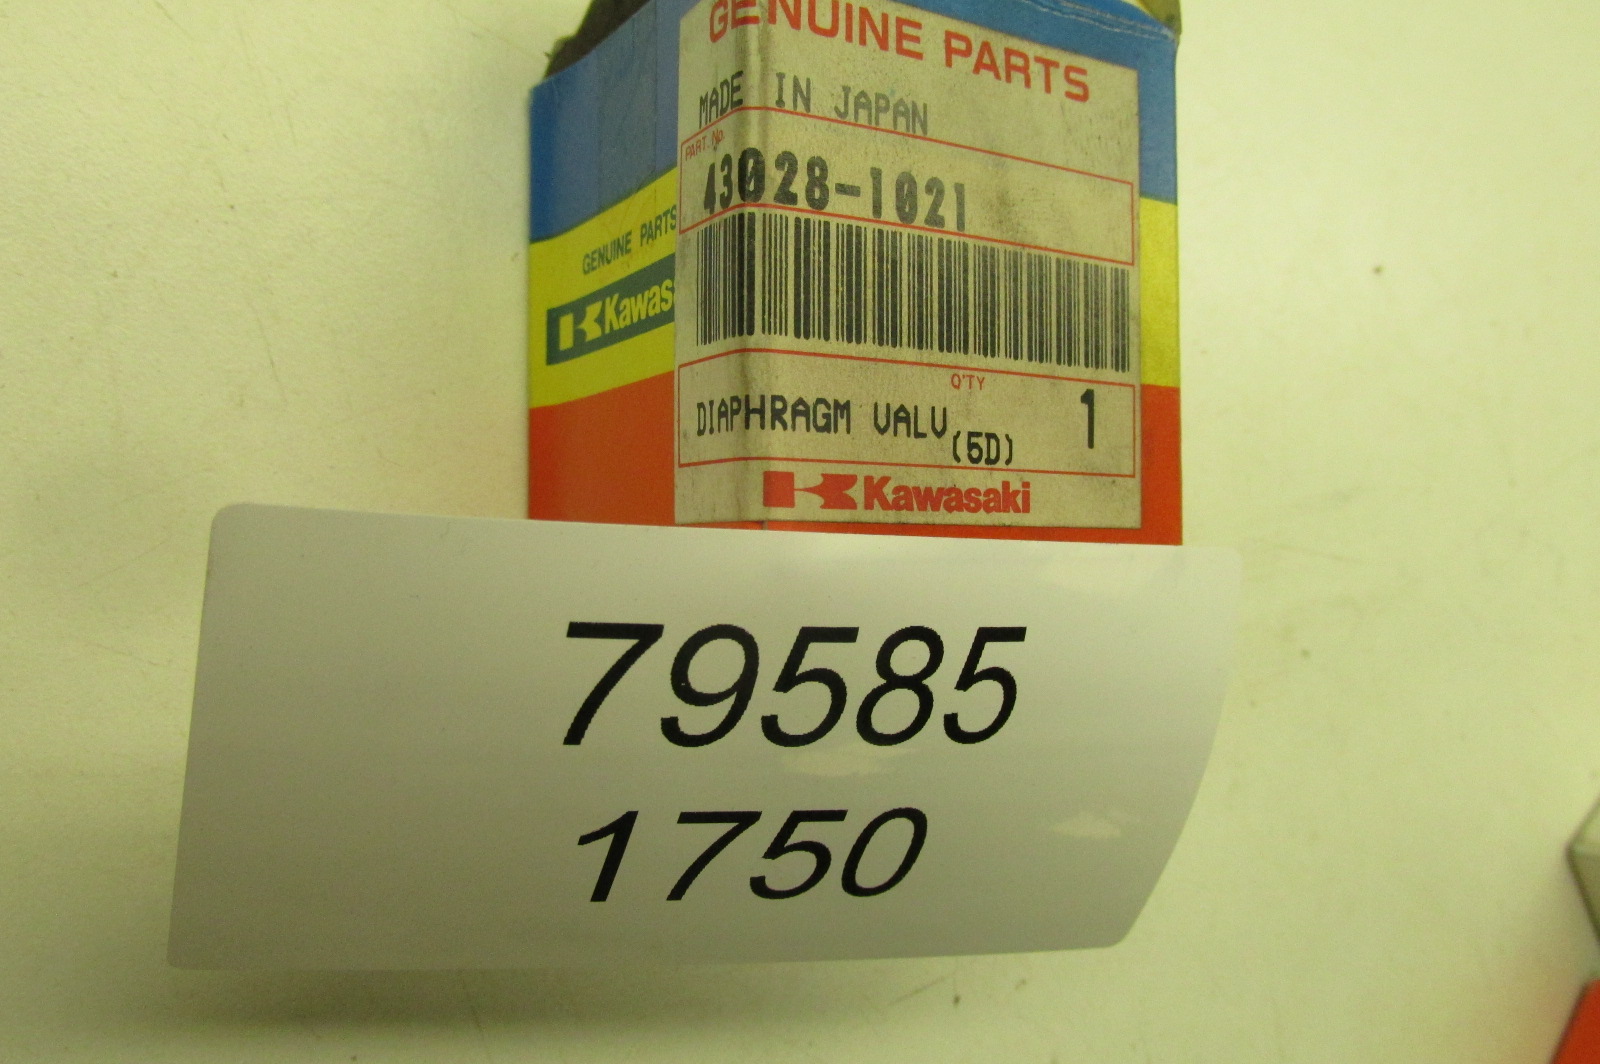 GENUINE PARTS
MADE IN JAPAN
PART. No.
43028-1021
GENUINE PARTS
Kawas
Q'TY
DIAPHRAGM VALV (5D) 1
Kawasaki
79585
1750